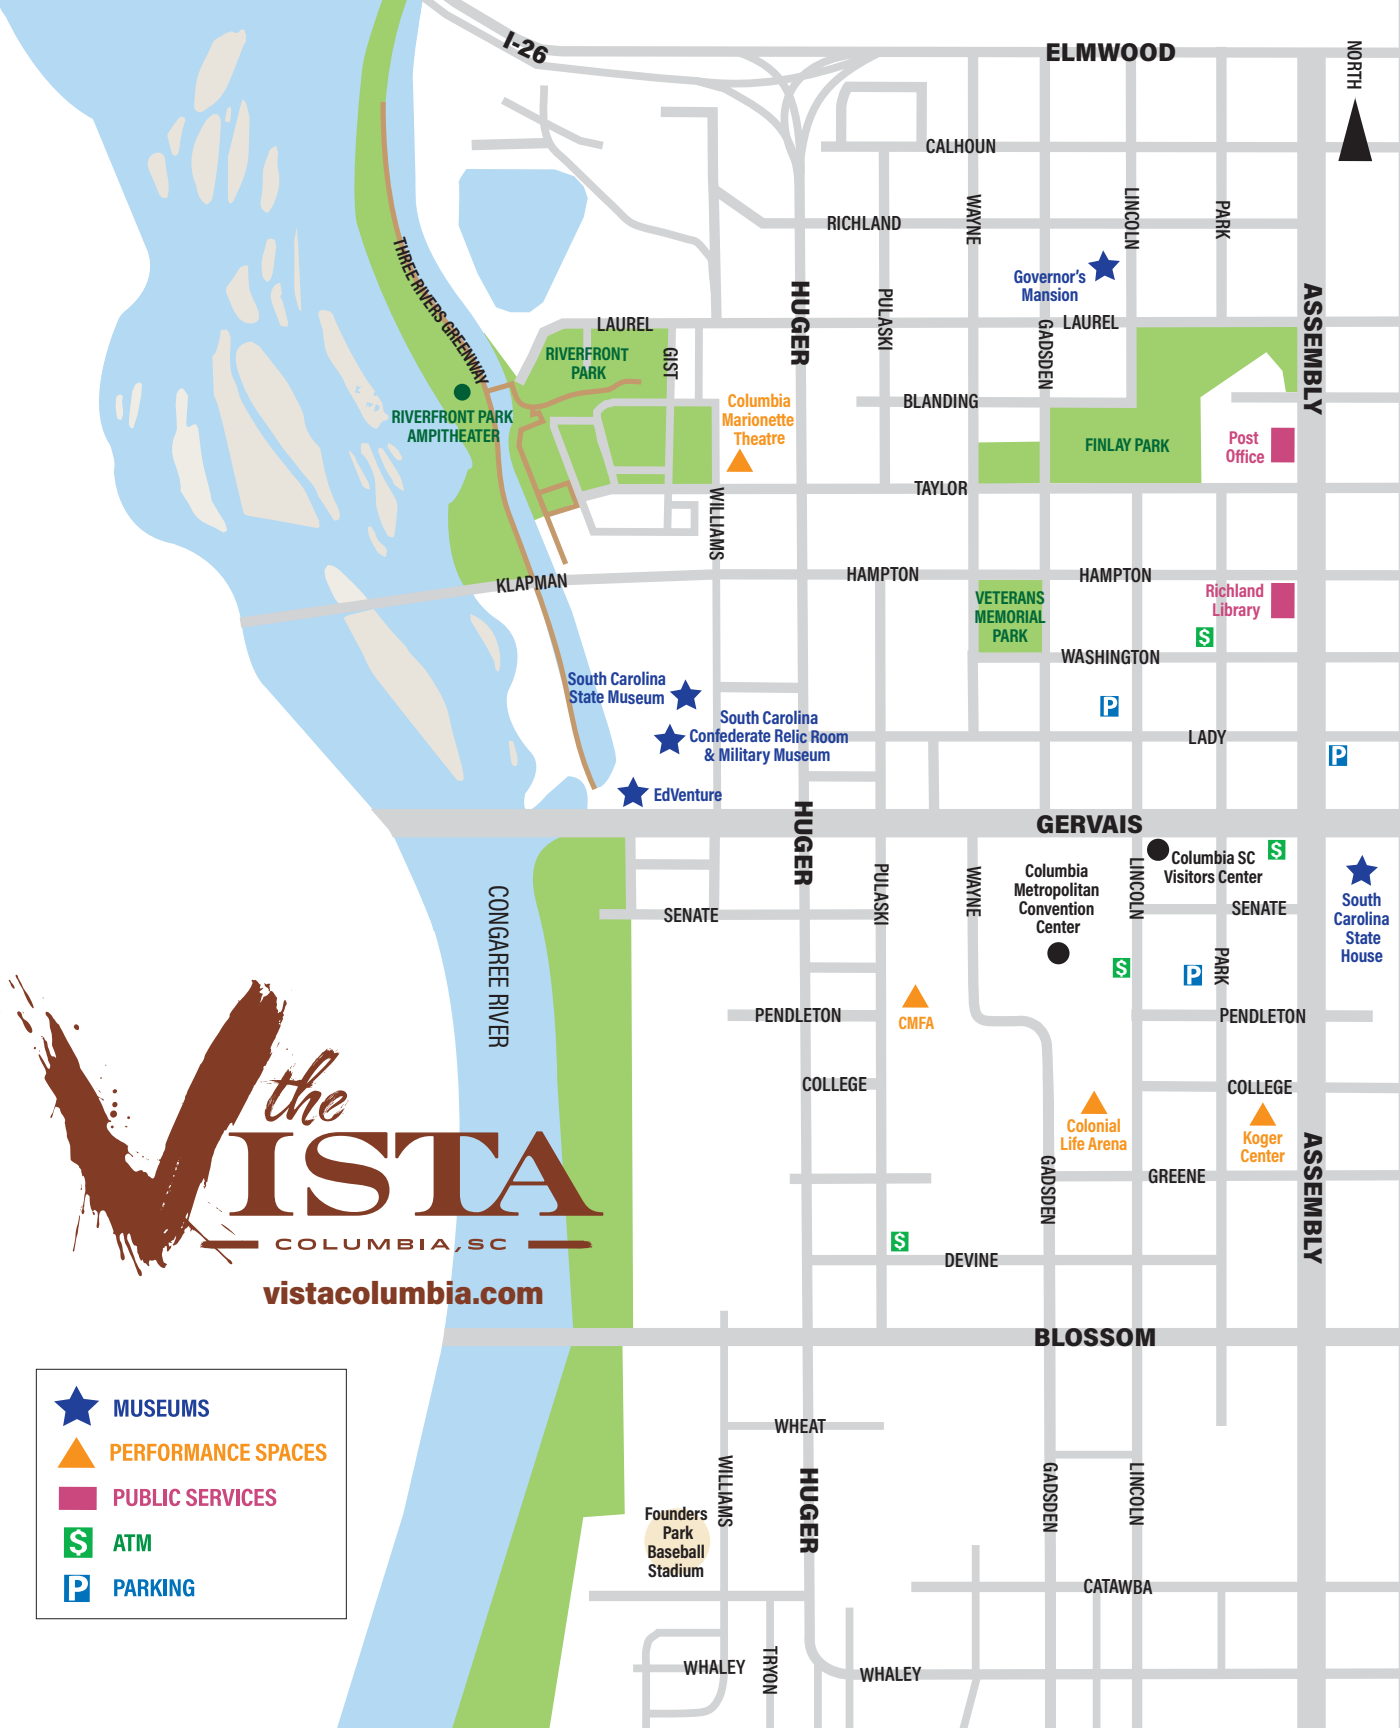 I-26
ELMWOOD
NORTH
CALHOUN
RICHLAND
WAYNE
LINCOLN
PARK
THREE RIVERS GREENWAY
Governor's
Mansion
HUGER
PULASKI
ASSEMBLY
LAUREL
GIST
LAUREL
GADSDEN
RIVERFRONT
PARK
RIVERFRONT PARK
AMPITHEATER
Columbia
Marionette
Theatre
BLANDING
FINLAY PARK
Post
Office
TAYLOR
WILLIAMS
KLAPMAN
HAMPTON
HAMPTON
VETERANS
MEMORIAL
PARK
Richland
Library
$
WASHINGTON
South Carolina
State Museum
P
South Carolina
Confederate Relic Room
& Military Museum
LADY
P
EdVenture
HUGER
GERVAIS
CONGAREE RIVER
PULASKI
WAYNE
Columbia
Metropolitan
Convention
Center
LINCOLN
Columbia SC
Visitors Center
$
South
Carolina
State
House
SENATE
SENATE
$
P
PARK
PENDLETON
CMFA
PENDLETON
COLLEGE
COLLEGE
Colonial
Life Arena
Koger
Center
GADSDEN
GREENE
ASSEMBLY
$
DEVINE
the
VISTA
COLUMBIA, SC
vistacolumbia.com
BLOSSOM
MUSEUMS
PERFORMANCE SPACES
PUBLIC SERVICES
$ ATM
P PARKING
WHEAT
WILLIAMS
HUGER
GADSDEN
LINCOLN
Founders
Park
Baseball
Stadium
CATAWBA
WHALEY
TRYON
WHALEY